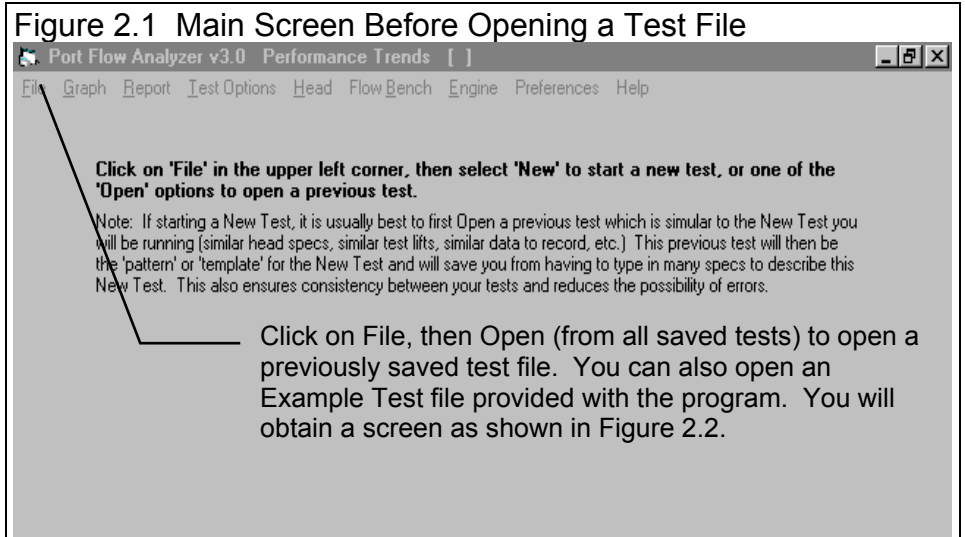 Figure 2.1 Main Screen Before Opening a Test File
Port Flow Analyzer v3.0 Performance Trends [ ]
File Graph Report Test Options Head Flow Bench Engine Preferences Help
Click on 'File' in the upper left corner, then select 'New' to start a new test, or one of the
'Open' options to open a previous test.
Note: If starting a New Test, it is usually best to first Open a previous test which is simular to the New Test you
will be running (similar head specs, similar test lifts, similar data to record, etc.) This previous test will then be
the 'pattern' or 'template' for the New Test and will save you from having to type in many specs to describe this
New Test. This also ensures consistency between your tests and reduces the possibility of errors.
Click on File, then Open (from all saved tests) to open a
previously saved test file. You can also open an
Example Test file provided with the program. You will
obtain a screen as shown in Figure 2.2.